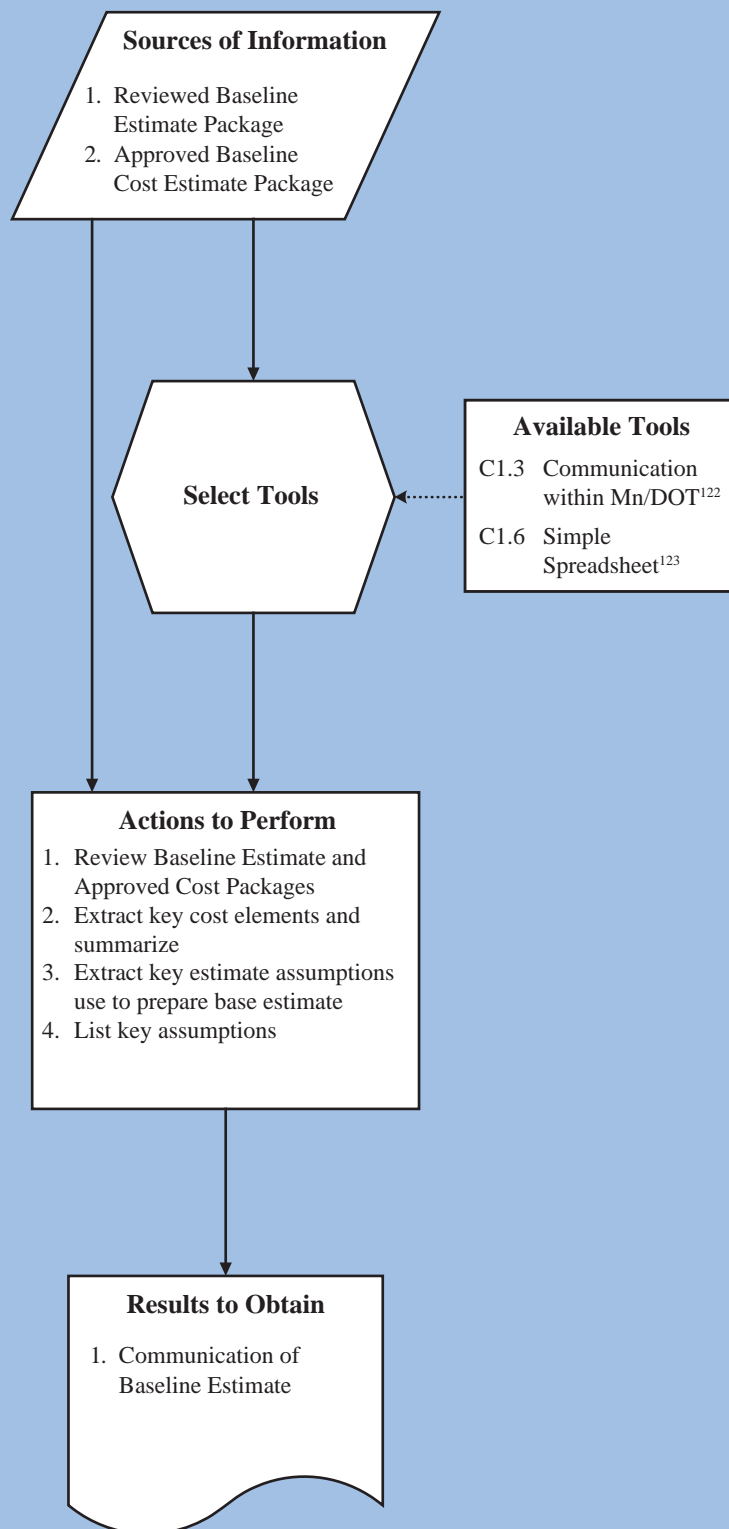 Sources of Information
1. Reviewed Baseline
Estimate Package
2. Approved Baseline
Cost Estimate Package
Select Tools
Available Tools
C1.3 Communication
within Mn/DOT¹²²
C1.6 Simple
Spreadsheet¹²³
Actions to Perform
1. Review Baseline Estimate and
Approved Cost Packages
2. Extract key cost elements and
summarize
3. Extract key estimate assumptions
use to prepare base estimate
4. List key assumptions
Results to Obtain
1. Communication of
Baseline Estimate